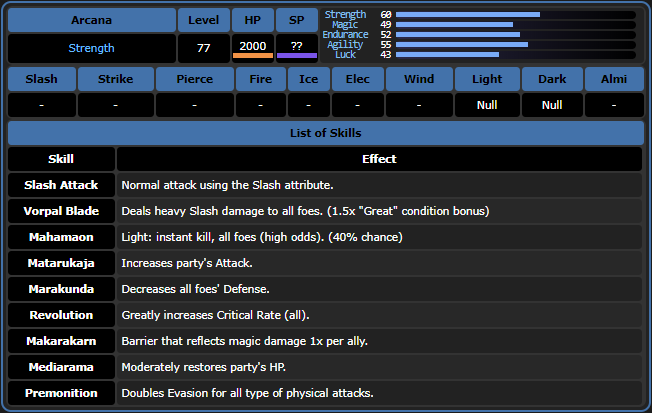 Arcana Level HP SP
Strength 77 2000 ??
Strength 60
Magic 49
Endurance 52
Agility 55
Luck 43
Slash Strike Pierce Fire Ice Elec Wind Light Dark Almi
- - - - - - - Null Null -
List of Skills
Skill Effect
Slash Attack Normal attack using the Slash attribute.
Vorpal Blade Deals heavy Slash damage to all foes. (1.5x "Great" condition bonus)
Mahamaon Light: instant kill, all foes (high odds). (40% chance)
Matarukaja Increases party's Attack.
Marakunda Decreases all foes' Defense.
Revolution Greatly increases Critical Rate (all).
Makarakarn Barrier that reflects magic damage 1x per ally.
Mediarama Moderately restores party's HP.
Premonition Doubles Evasion for all type of physical attacks.